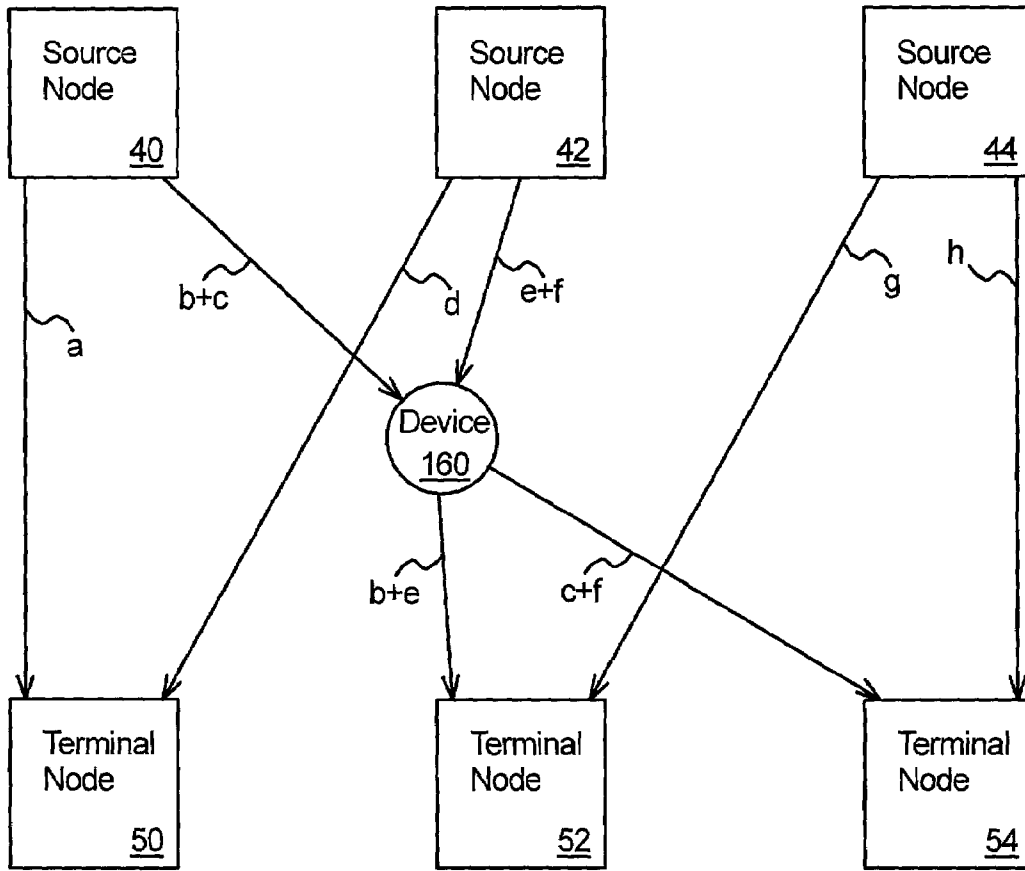 Source
Node
40
Source
Node
42
Source
Node
44
b+c
d
e+f
g
h
a
Device
160
b+e
c+f
Terminal
Node
50
Terminal
Node
52
Terminal
Node
54